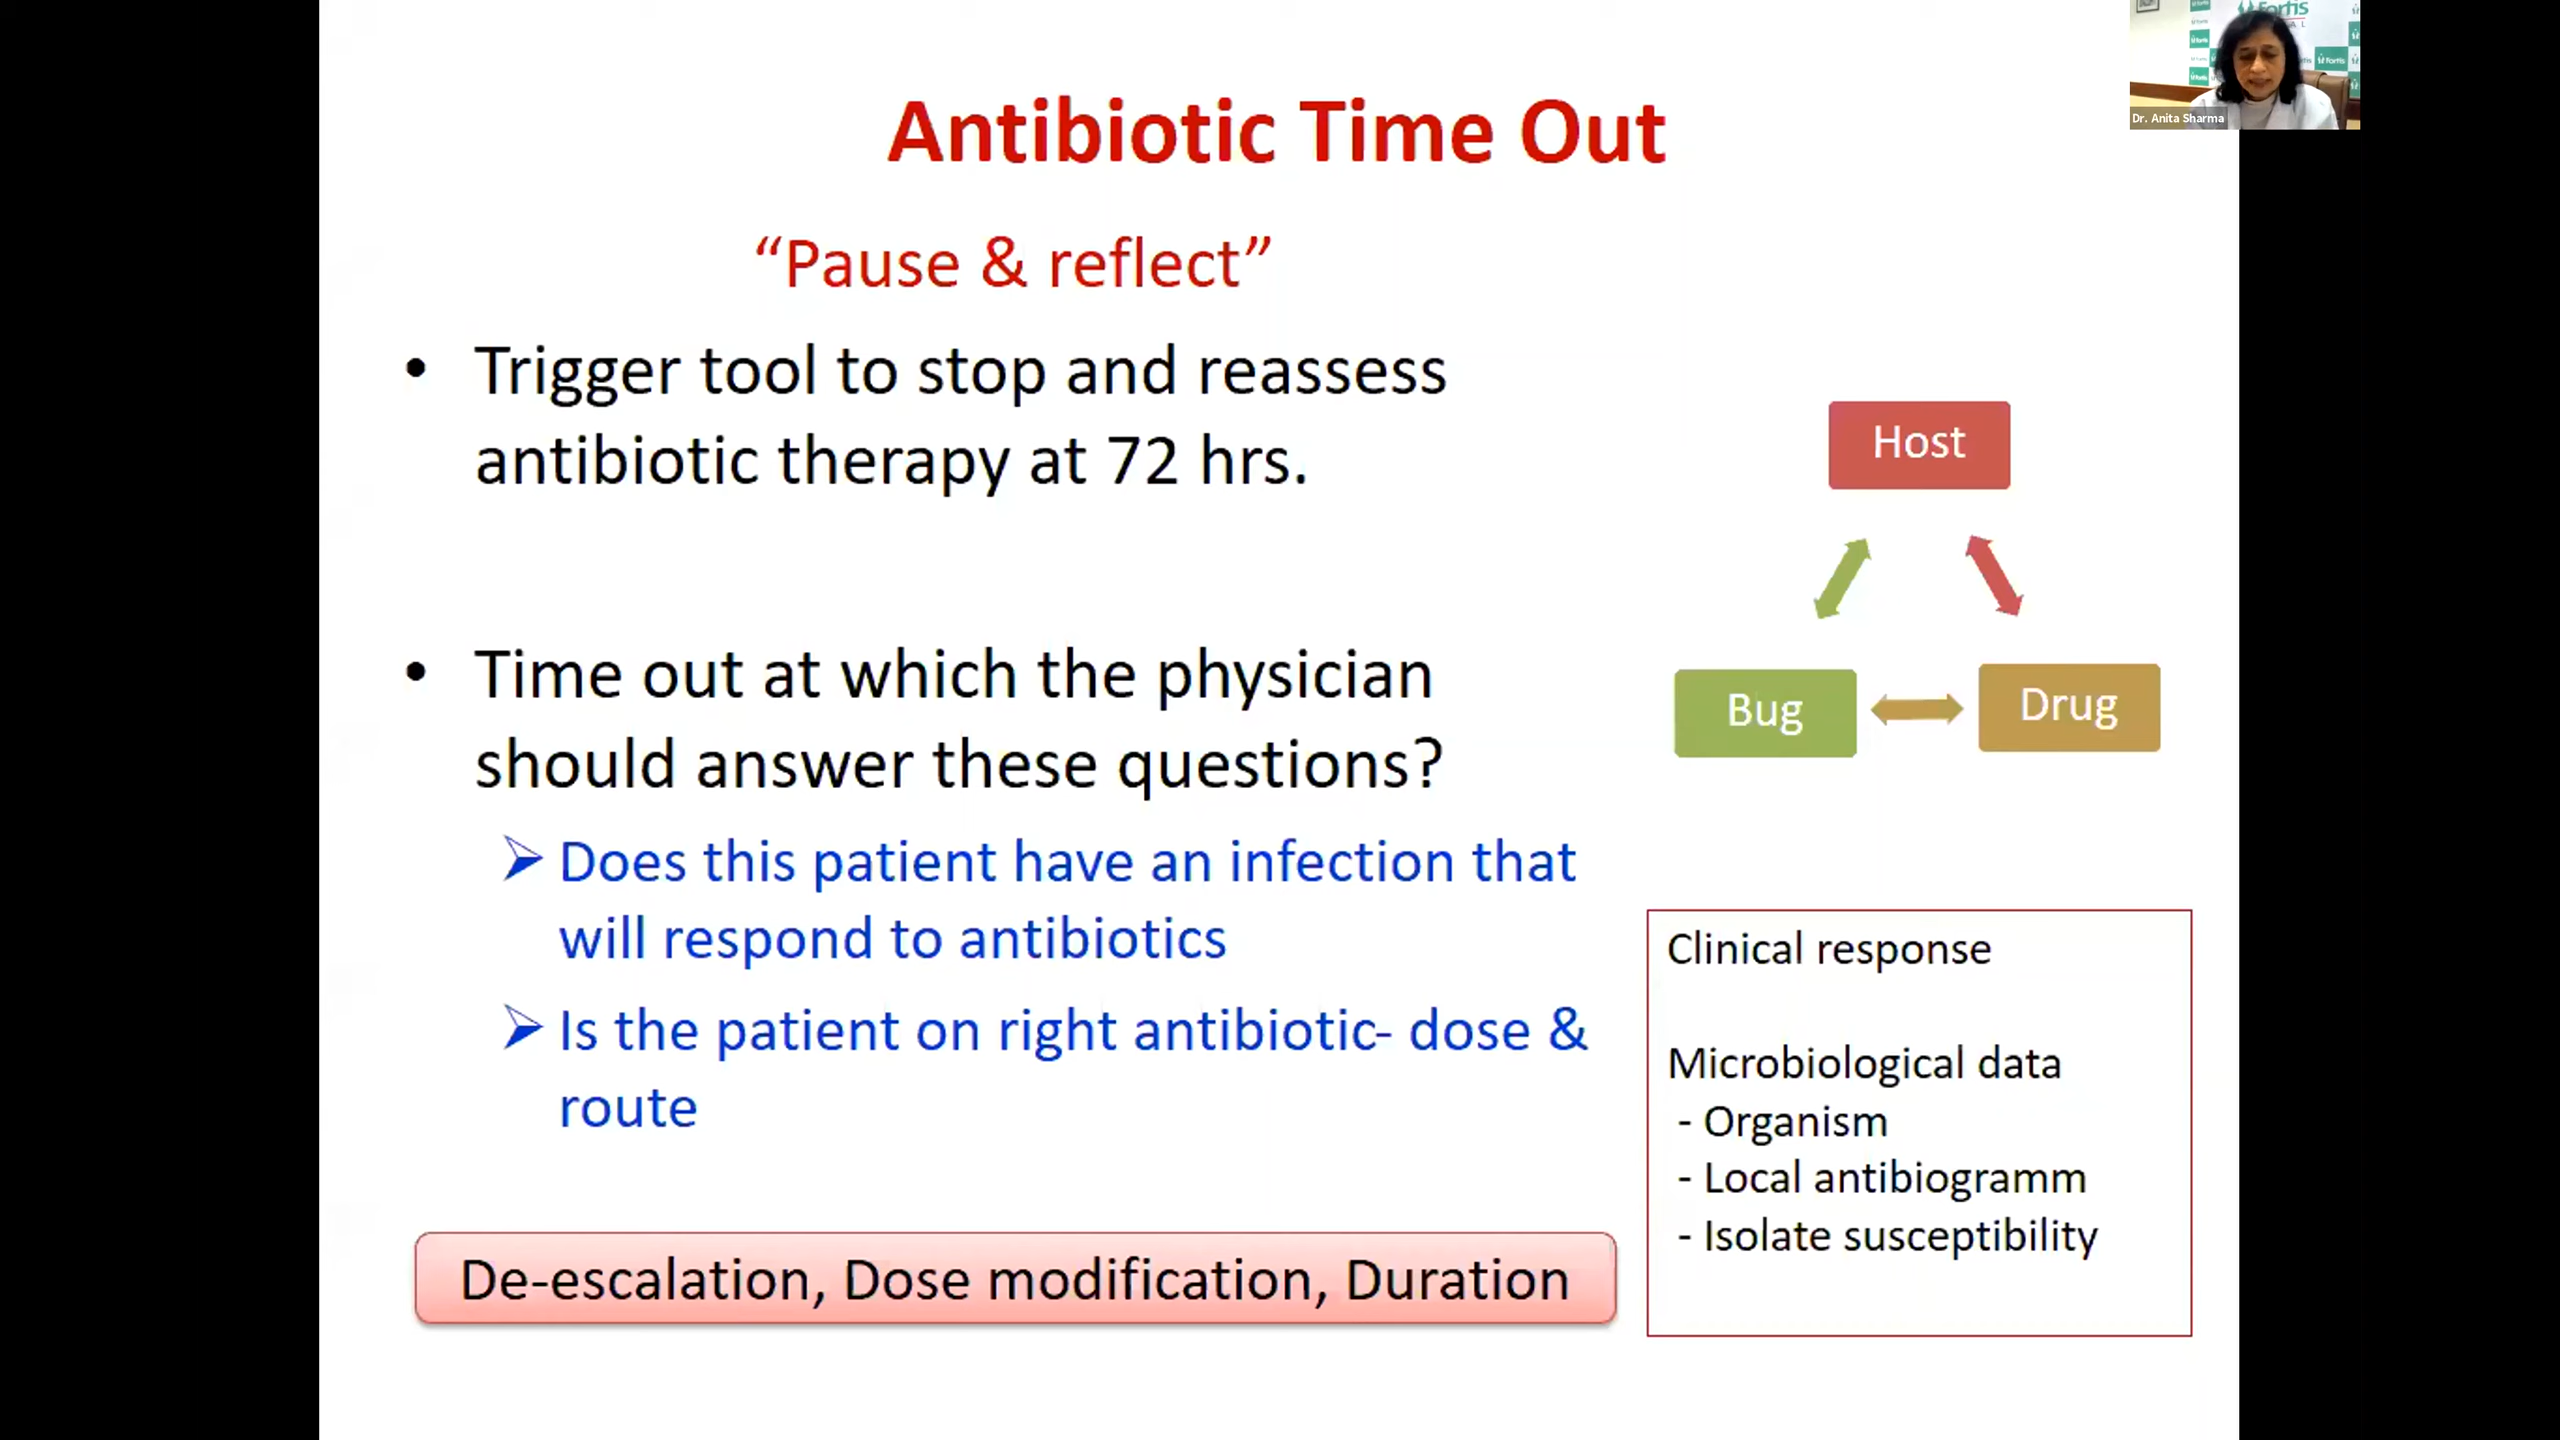 Antibiotic Time Out
“Pause & reflect”
• Trigger tool to stop and reassess
antibiotic therapy at 72 hrs.
• Time out at which the physician
should answer these questions?
➢ Does this patient have an infection that
will respond to antibiotics
➢ Is the patient on right antibiotic- dose &
route
De-escalation, Dose modification, Duration
Host
Bug
Drug
Clinical response
Microbiological data
- Organism
- Local antibiogramm
- Isolate susceptibility
Fortis
Fortis
Dr. Anita Sharma